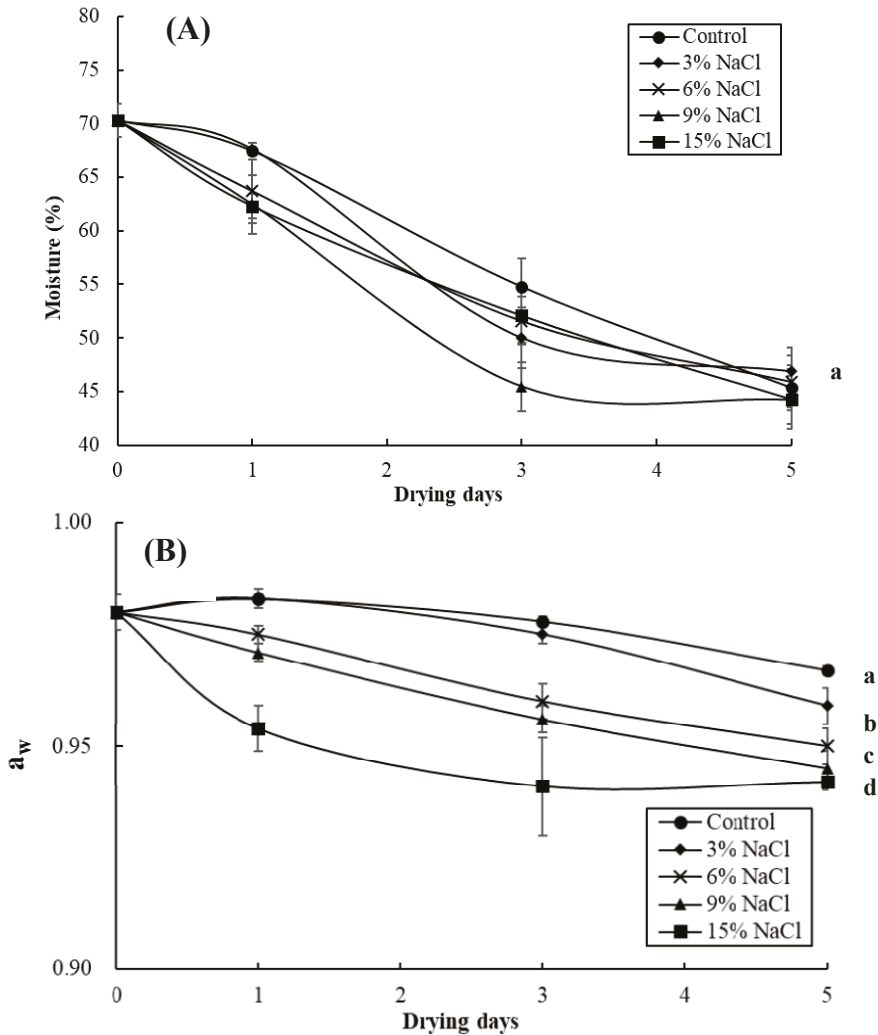 (A)
80
75
70
65
60
55
50
45
40
Moisture (%)
Control
3% NaCl
6% NaCl
9% NaCl
15% NaCl
a
0 1 2 3 4 5
Drying days
(B)
1.00
0.95
0.90
aw
a
b
c
d
Control
3% NaCl
6% NaCl
9% NaCl
15% NaCl
0 1 2 3 4 5
Drying days